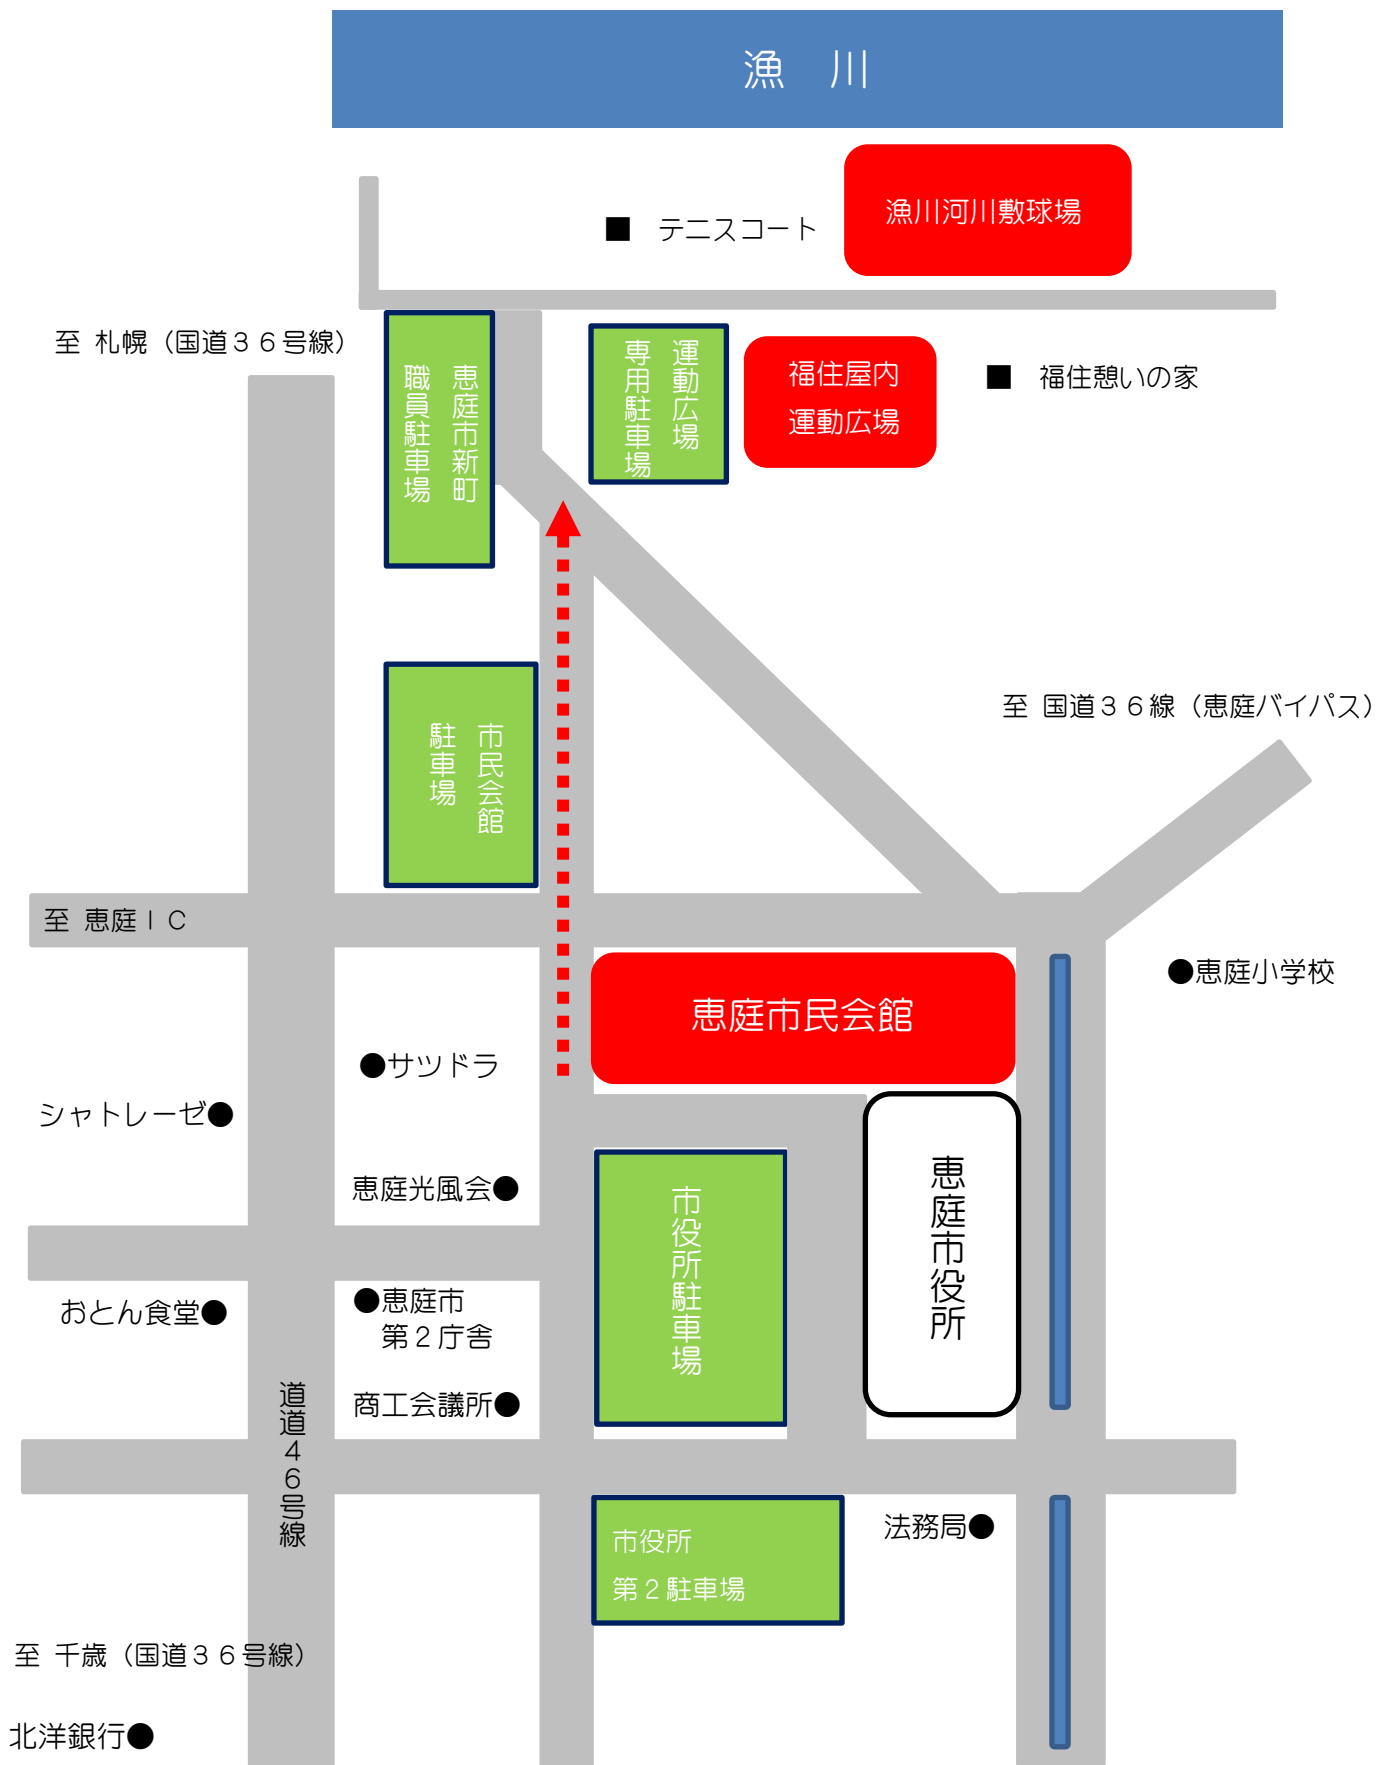 漁　川
漁川河川敷球場
■　テニスコート
至 札幌（国道３６号線）
恵庭市新町
職員駐車場
運動広場
専用駐車場
福住屋内
運動広場
■　福住憩いの家
至 国道３６線（恵庭バイパス）
市民会館
駐車場
至 恵庭ＩＣ
●恵庭小学校
恵庭市民会館
●サツドラ
シャトレーゼ●
恵庭光風会●
恵庭市役所
市役所駐車場
おとん食堂●
●恵庭市
第２庁舎
商工会議所●
道道４６号線
法務局●
市役所
第２駐車場
至 千歳（国道３６号線）
北洋銀行●